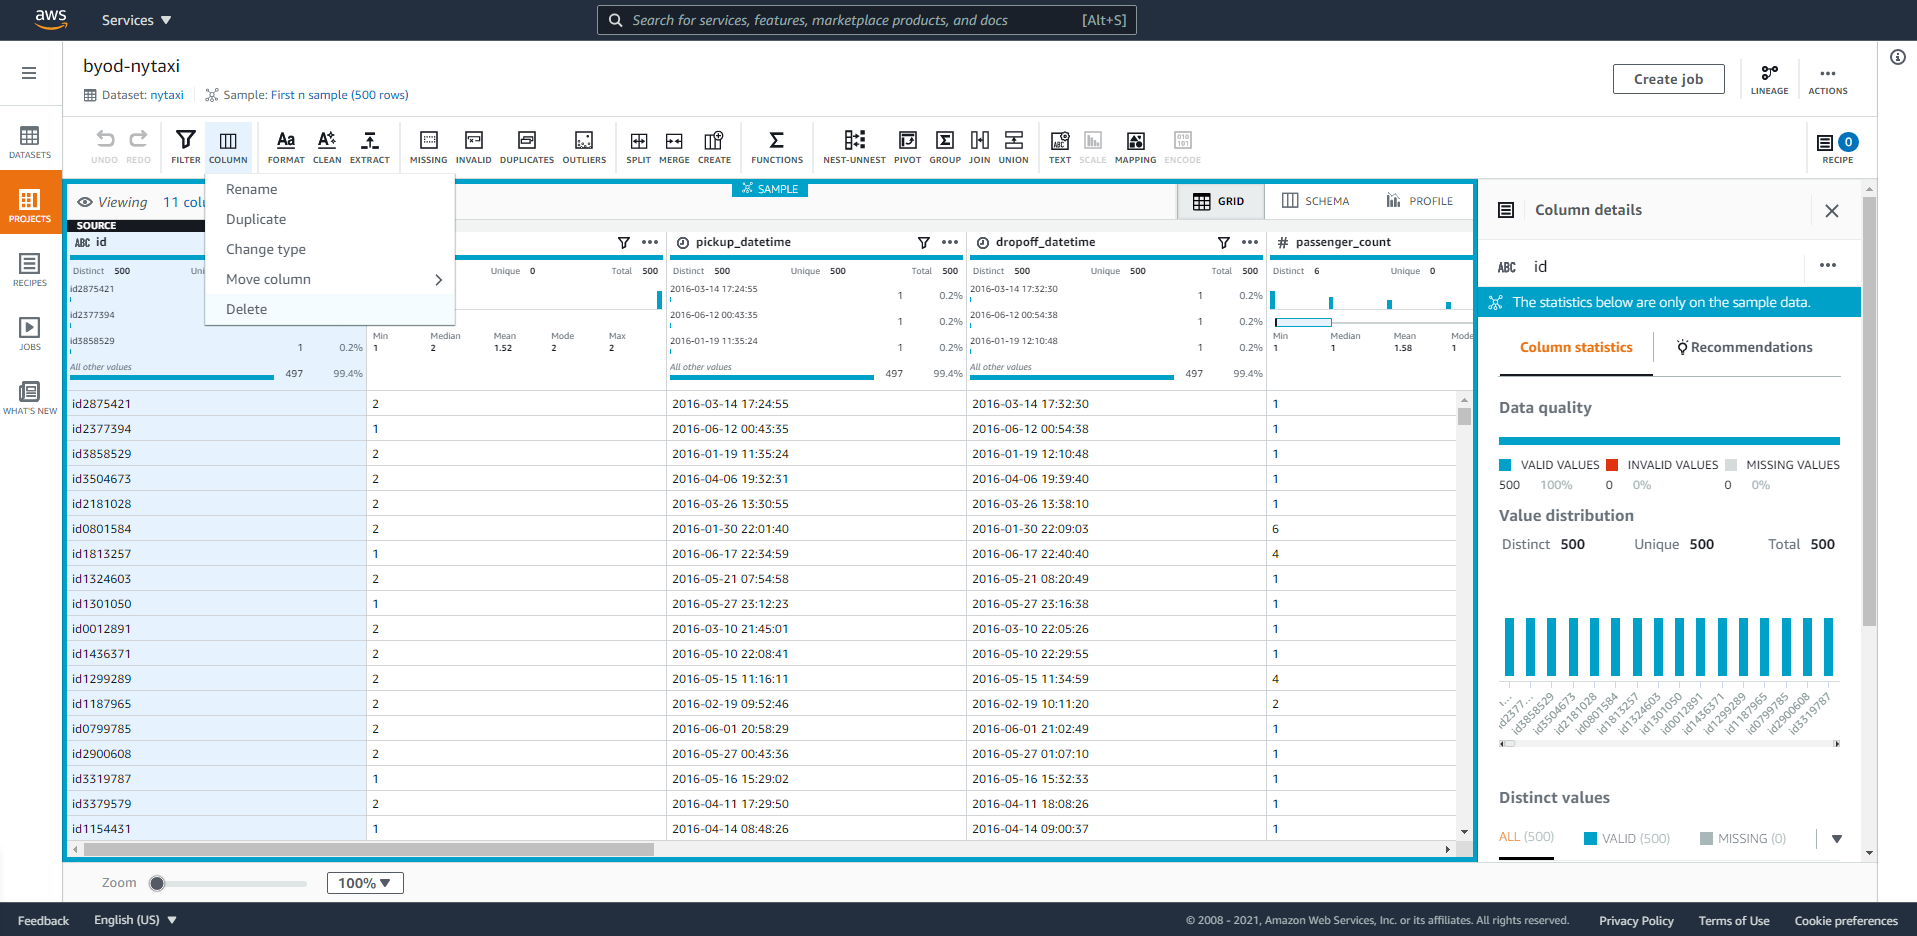 aws Services ▼ Search for services, features, marketplace products, and docs [Alt+S]
byod-nytaxi
Dataset: nytaxi Sample: First n sample (500 rows)
Create job LINEAGE ACTIONS
UNDO REDO FILTER COLUMN FORMAT CLEAN EXTRACT MISSING INVALID DUPLICATES OUTLIERS SPLIT MERGE CREATE FUNCTIONS NEST-UNNEST PIVOT GROUP JOIN UNION TEXT SCALE MAPPING ENCODE 0 RECIPE
DATASETS
PROJECTS
RECIPES
JOBS
WHAT'S NEW
Rename
Duplicate
Change type
Move column
Delete
Viewing 11 colu
SAMPLE
GRID SCHEMA PROFILE
SOURCE
ABC id pickup_datetime dropoff_datetime # passenger_count
Distinct 500 Uni Unique 0 Total 500 Distinct 500 Unique 500 Total 500 Distinct 500 Unique 500 Total 500 Distinct 6 Unique 0
id2875421 2016-03-14 17:24:55 1 0.2% 2016-03-14 17:32:30 1 0.2%
id2377394 2016-06-12 00:43:35 1 0.2% 2016-06-12 00:54:38 1 0.2%
id3858529 1 0.2% 2016-01-19 11:35:24 1 0.2% 2016-01-19 12:10:48 1 0.2%
Min Median Mean Mode Max Min Median Mean Mode
1 2 1.52 2 2 1 1 1.58 1
All other values 497 99.4% All other values 497 99.4% All other values 497 99.4%
id2875421 2 2016-03-14 17:24:55 2016-03-14 17:32:30 1
id2377394 1 2016-06-12 00:43:35 2016-06-12 00:54:38 1
id3858529 2 2016-01-19 11:35:24 2016-01-19 12:10:48 1
id3504673 2 2016-04-06 19:32:31 2016-04-06 19:39:40 1
id2181028 2 2016-03-26 13:30:55 2016-03-26 13:38:10 1
id0801584 2 2016-01-30 22:01:40 2016-01-30 22:09:03 6
id1813257 1 2016-06-17 22:34:59 2016-06-17 22:40:40 4
id1324603 2 2016-05-21 07:54:58 2016-05-21 08:20:49 1
id1301050 1 2016-05-27 23:12:23 2016-05-27 23:16:38 1
id0012891 2 2016-03-10 21:45:01 2016-03-10 22:05:26 1
id1436371 2 2016-05-10 22:08:41 2016-05-10 22:29:55 1
id1299289 2 2016-05-15 11:16:11 2016-05-15 11:34:59 4
id1187965 2 2016-02-19 09:52:46 2016-02-19 10:11:20 2
id0799785 2 2016-06-01 20:58:29 2016-06-01 21:02:49 1
id2900608 2 2016-05-27 00:43:36 2016-05-27 01:07:10 1
id3319787 1 2016-05-16 15:29:02 2016-05-16 15:32:33 1
id3379579 2 2016-04-11 17:29:50 2016-04-11 18:08:26 1
id1154431 1 2016-04-14 08:48:26 2016-04-14 09:00:37 1
Column details
ABC id
The statistics below are only on the sample data.
Column statistics Recommendations
Data quality
VALID VALUES INVALID VALUES MISSING VALUES
500 100% 0 0% 0 0%
Value distribution
Distinct 500 Unique 500 Total 500
i... id2377... id3858529 id3504673 id2181028 id0801584 id1813257 id1324603 id1301050 id0012891 id1436371 id1299289 id1187965 id0799785 id2900608 id3319787
Distinct values
ALL (500) VALID (500) MISSING (0)
Zoom 100% ▼
Feedback English (US) ▼ © 2008 - 2021, Amazon Web Services, Inc. or its affiliates. All rights reserved. Privacy Policy Terms of Use Cookie preferences